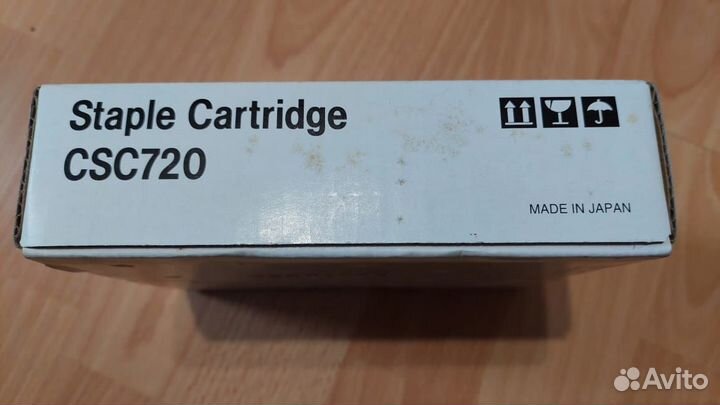 Staple Cartridge
CSC720
MADE IN JAPAN
Avito